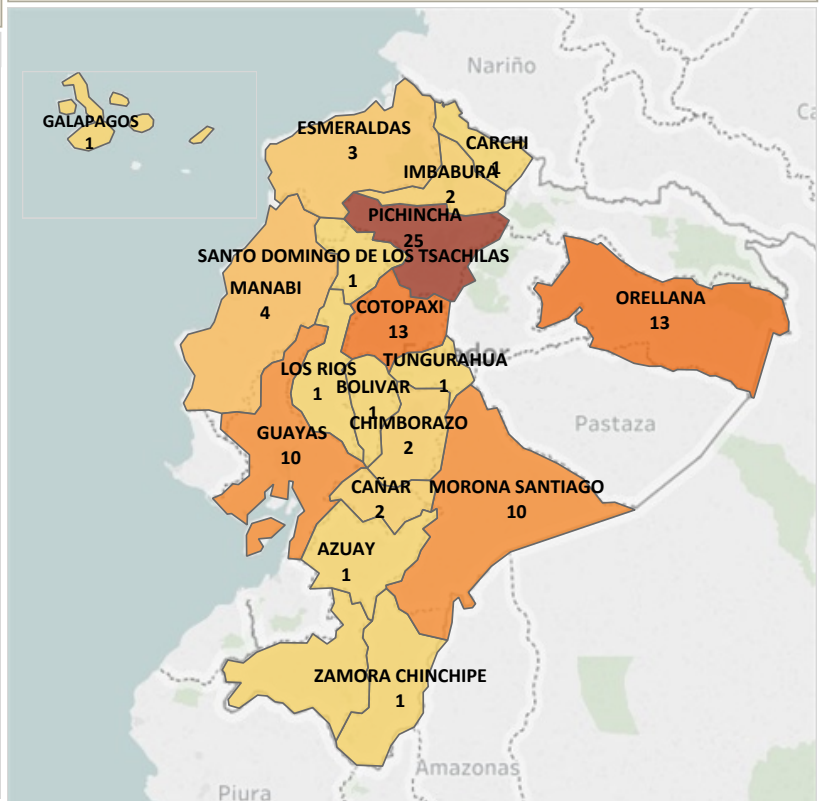 Nariño
GALAPAGOS
1
ESMERALDAS
3
CARCHI
1
IMBABURA
2
PICHINCHA
25
SANTO DOMINGO DE LOS TSACHILAS
1
MANABI
4
ORELLANA
13
COTOPAXI
13
TUNGURAHUA
1
LOS RIOS
1
BOLIVAR
1
CHIMBORAZO
2
Pastaza
GUAYAS
10
CAÑAR
2
MORONA SANTIAGO
10
AZUAY
1
ZAMORA CHINCHIPE
1
Amazonas
Piura